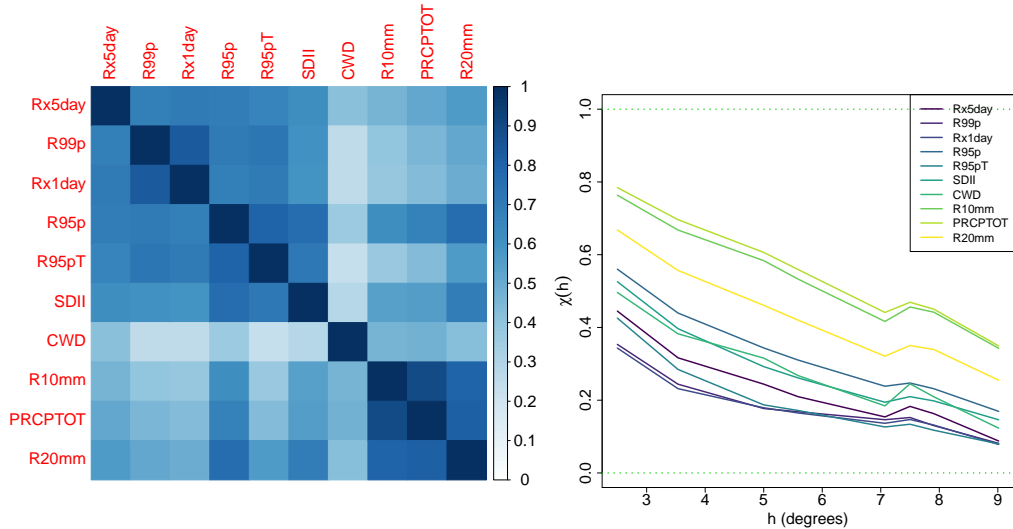 Rx5day
R99p
Rx1day
R95p
R95pT
SDII
CWD
R10mm
PRCPTOT
R20mm
Rx5day
R99p
Rx1day
R95p
R95pT
SDII
CWD
R10mm
PRCPTOT
R20mm
1
0.9
0.8
0.7
0.6
0.5
0.4
0.3
0.2
0.1
0
χ(h)
1.0
0.8
0.6
0.4
0.2
0.0
Rx5day
R99p
Rx1day
R95p
R95pT
SDII
CWD
R10mm
PRCPTOT
R20mm
3 4 5 6 7 8 9
h (degrees)